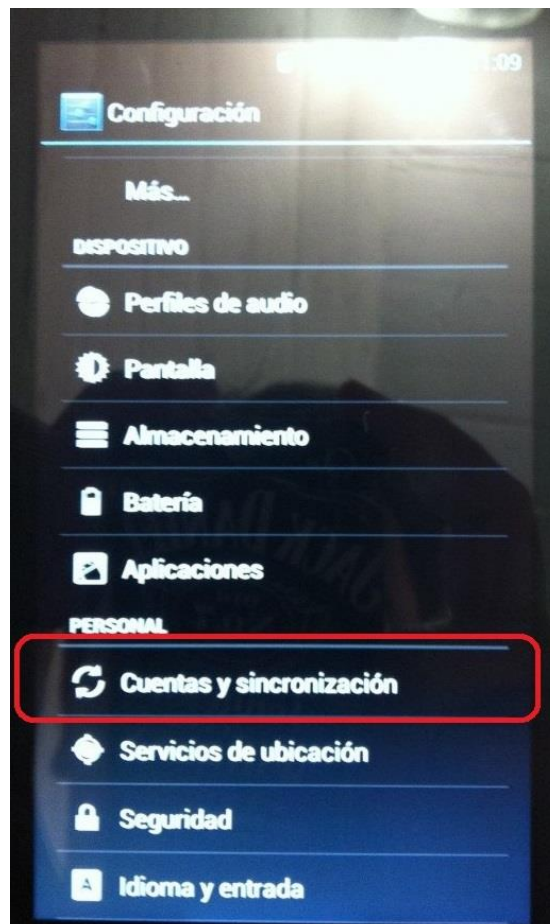 :09
Configuración
Más...
DISPOSITIVO
Perfiles de audio
Pantalla
Almacenamiento
Batería
Aplicaciones
PERSONAL
Cuentas y sincronización
Servicios de ubicación
Seguridad
A Idioma y entrada